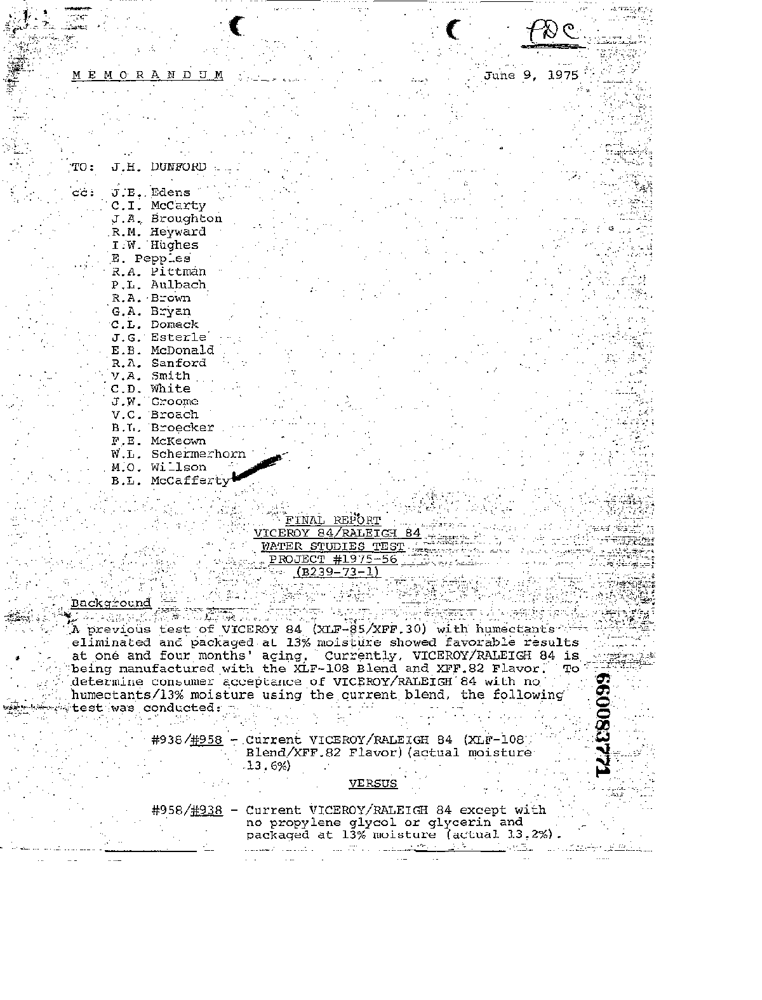 PDC
MEMORANDUM June 9, 1975
TO: J.H. DUNFORD
cc: J.E. Edens
C.I. McCarty
J.A. Broughton
R.M. Heyward
I.W. Hughes
E. Pepples
R.A. Pittman
P.L. Aulbach
R.A. Brown
G.A. Bryan
C.L. Domeck
J.G. Esterle
E.B. McDonald
R.A. Sanford
V.A. Smith
C.D. White
J.W. Groome
V.C. Broach
B.L. Broecker
F.E. McKeown
W.L. Schermerhorn
M.O. Willson
B.L. McCafferty
FINAL REPORT
VICEROY 84/RALEIGH 84
WATER STUDIES TEST
PROJECT #1975-56
(B239-73-1)
Background
A previous test of VICEROY 84 (XLF-85/XFF.30) with humectants
eliminated and packaged at 13% moisture showed favorable results
at one and four months' aging. Currently, VICEROY/RALEIGH 84 is
being manufactured with the XLF-108 Blend and XFF.82 Flavor. To
determine consumer acceptance of VICEROY/RALEIGH 84 with no
humectants/13% moisture using the current blend, the following
test was conducted:
#938/#958 - Current VICEROY/RALEIGH 84 (XLF-108
Blend/XFF.82 Flavor) (actual moisture
13.6%)
VERSUS
#958/#938 - Current VICEROY/RALEIGH 84 except with
no propylene glycol or glycerin and
packaged at 13% moisture (actual 13.2%).
660083771